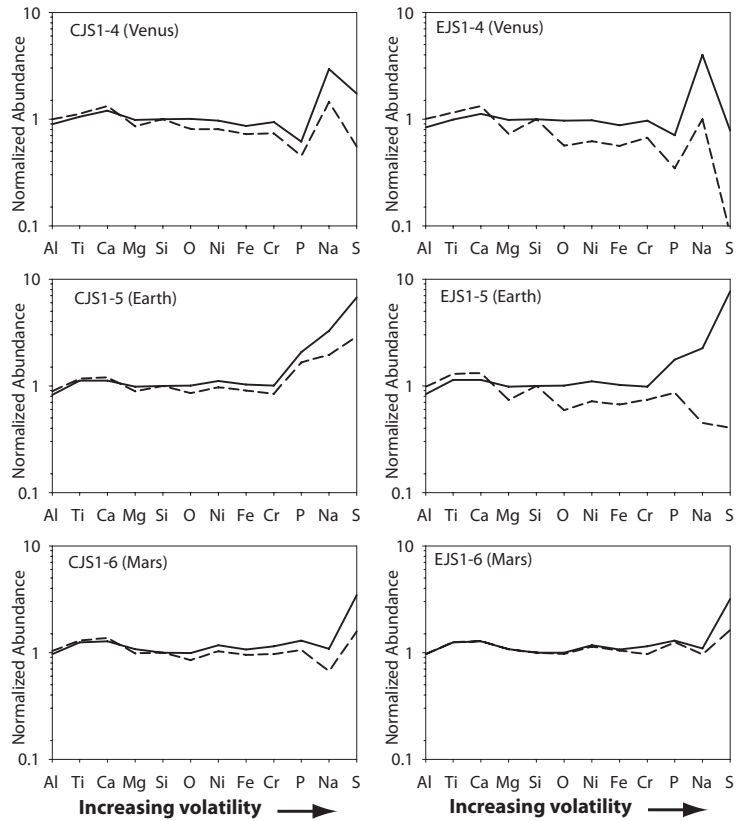 CJS1-4 (Venus)
Normalized Abundance
10
1
0.1
Al Ti Ca Mg Si O Ni Fe Cr P Na S
EJS1-4 (Venus)
Normalized Abundance
10
1
0.1
Al Ti Ca Mg Si O Ni Fe Cr P Na S
CJS1-5 (Earth)
Normalized Abundance
10
1
0.1
Al Ti Ca Mg Si O Ni Fe Cr P Na S
EJS1-5 (Earth)
Normalized Abundance
10
1
0.1
Al Ti Ca Mg Si O Ni Fe Cr P Na S
CJS1-6 (Mars)
Normalized Abundance
10
1
0.1
Al Ti Ca Mg Si O Ni Fe Cr P Na S
Increasing volatility
EJS1-6 (Mars)
Normalized Abundance
10
1
0.1
Al Ti Ca Mg Si O Ni Fe Cr P Na S
Increasing volatility